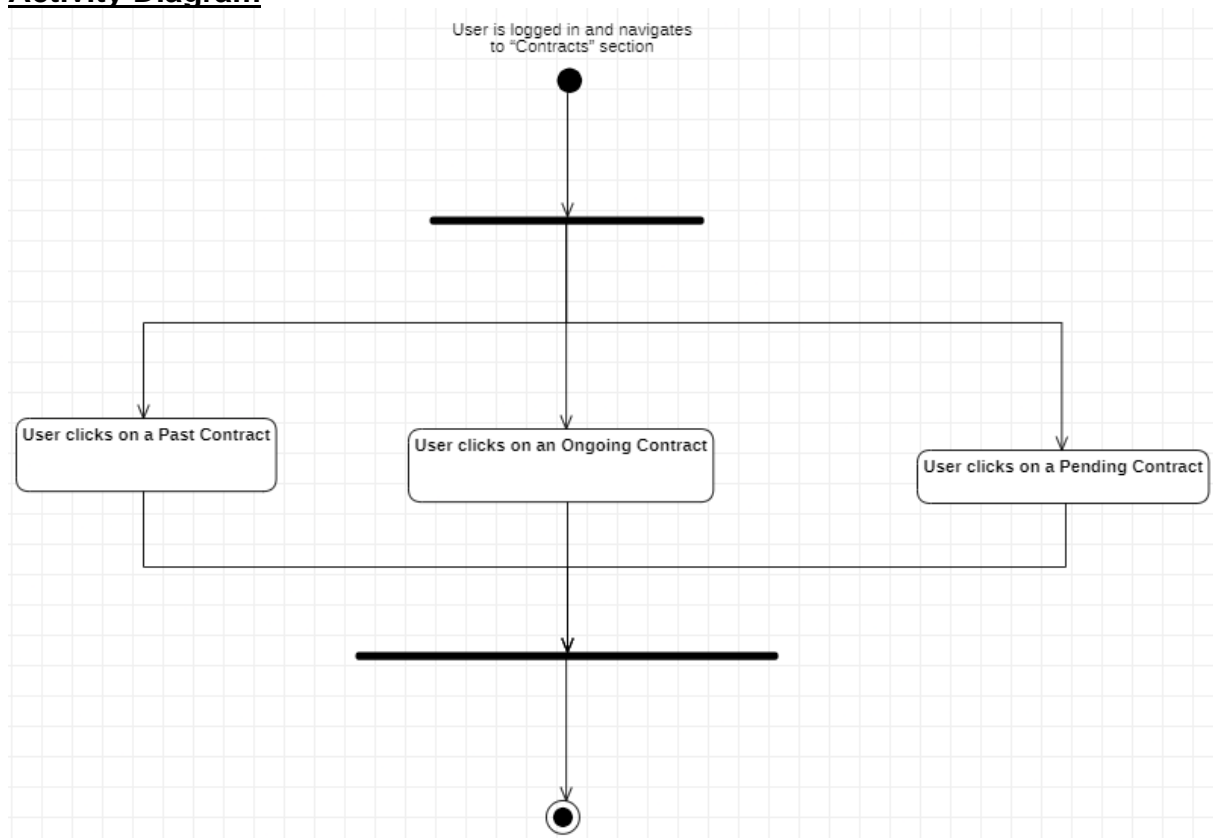 Activity Diagram
User is logged in and navigates
to “Contracts” section
User clicks on a Past Contract
User clicks on an Ongoing Contract
User clicks on a Pending Contract